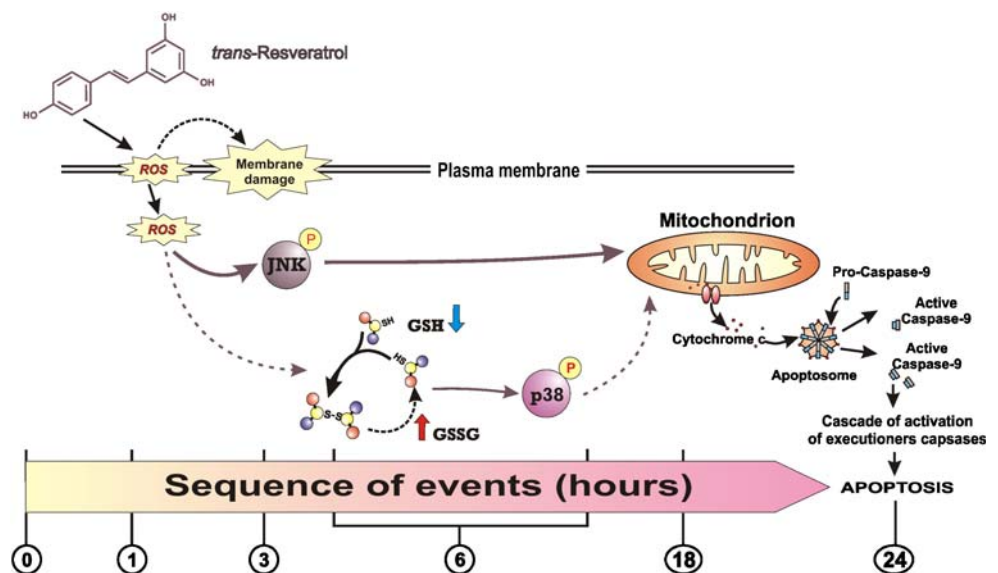 OH
trans-Resveratrol
OH
HO
ROS
Membrane
damage
Plasma membrane
ROS
Mitochondrion
P
JNK
Pro-Caspase-9
Active
Caspase-9
SH
GSH
Cytochrome c
Apoptosome
Active
Caspase-9
HS
P
p38
S-S
GSSG
Cascade of activation
of executioners capsases
Sequence of events (hours)
APOPTOSIS
0
1
3
6
18
24